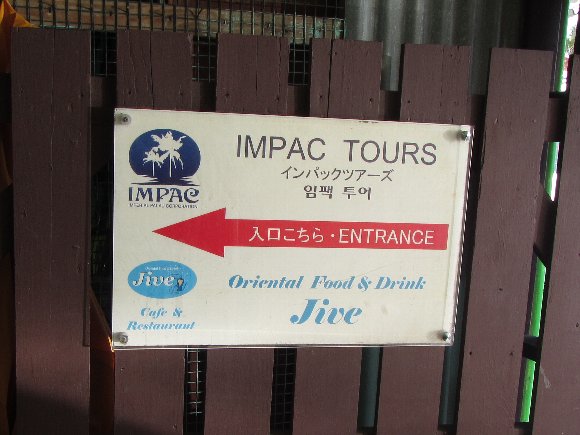 IMPAC TOURS
インパックツアーズ
임팩 투어
IMPAC
入口こちら・ENTRANCE
Jive
Cafe &
Restaurant
Oriental Food & Drink
Jive